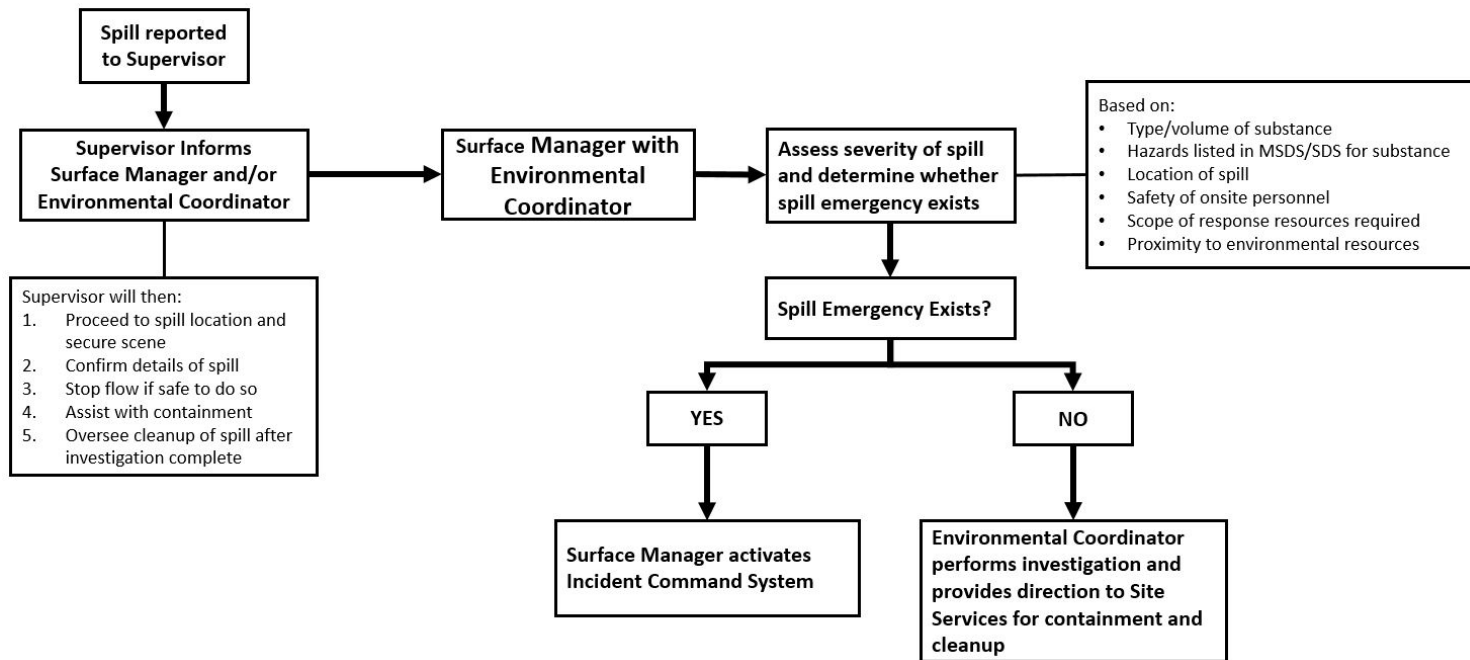 Spill reported
to Supervisor
Supervisor Informs
Surface Manager and/or
Environmental Coordinator
Supervisor will then:
1. Proceed to spill location and
secure scene
2. Confirm details of spill
3. Stop flow if safe to do so
4. Assist with containment
5. Oversee cleanup of spill after
investigation complete
Surface Manager with
Environmental
Coordinator
Assess severity of spill
and determine whether
spill emergency exists
Based on:
• Type/volume of substance
• Hazards listed in MSDS/SDS for substance
• Location of spill
• Safety of onsite personnel
• Scope of response resources required
• Proximity to environmental resources
Spill Emergency Exists?
YES
NO
Surface Manager activates
Incident Command System
Environmental Coordinator
performs investigation and
provides direction to Site
Services for containment and
cleanup